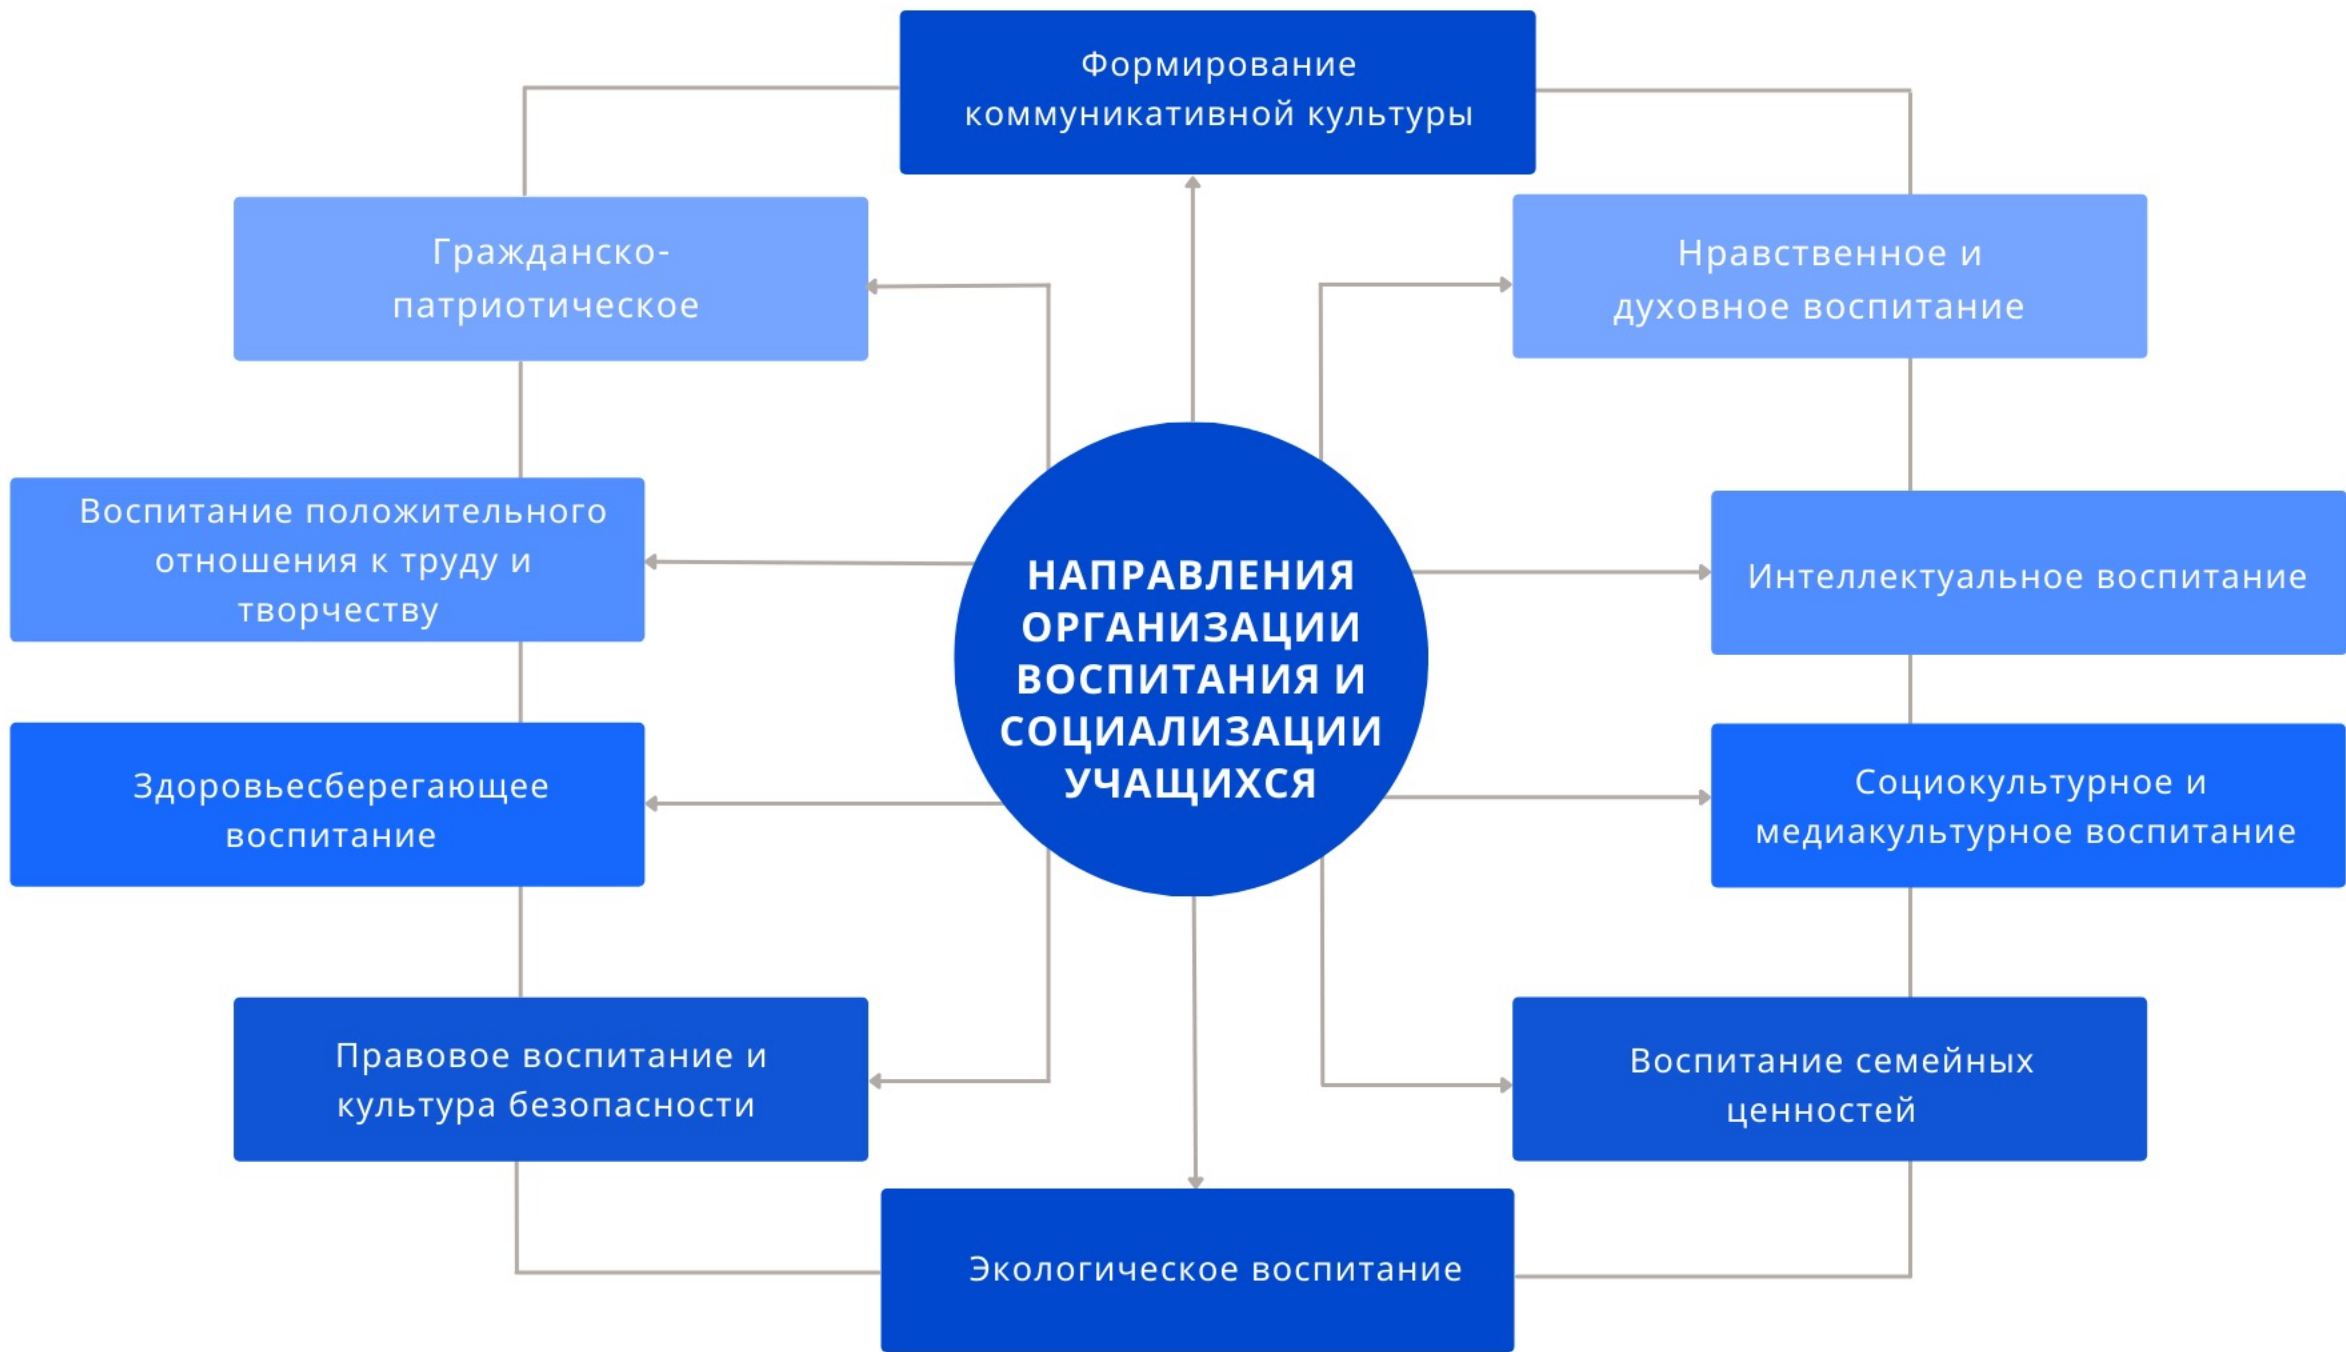 Формирование
коммуникативной культуры
Гражданско-
патриотическое
Нравственное и
духовное воспитание
Воспитание положительного
отношения к труду и
творчеству
НАПРАВЛЕНИЯ
ОРГАНИЗАЦИИ
ВОСПИТАНИЯ И
СОЦИАЛИЗАЦИИ
УЧАЩИХСЯ
Интеллектуальное воспитание
Здоровьесберегающее
воспитание
Социокультурное и
медиакультурное воспитание
Правовое воспитание и
культура безопасности
Воспитание семейных
ценностей
Экологическое воспитание